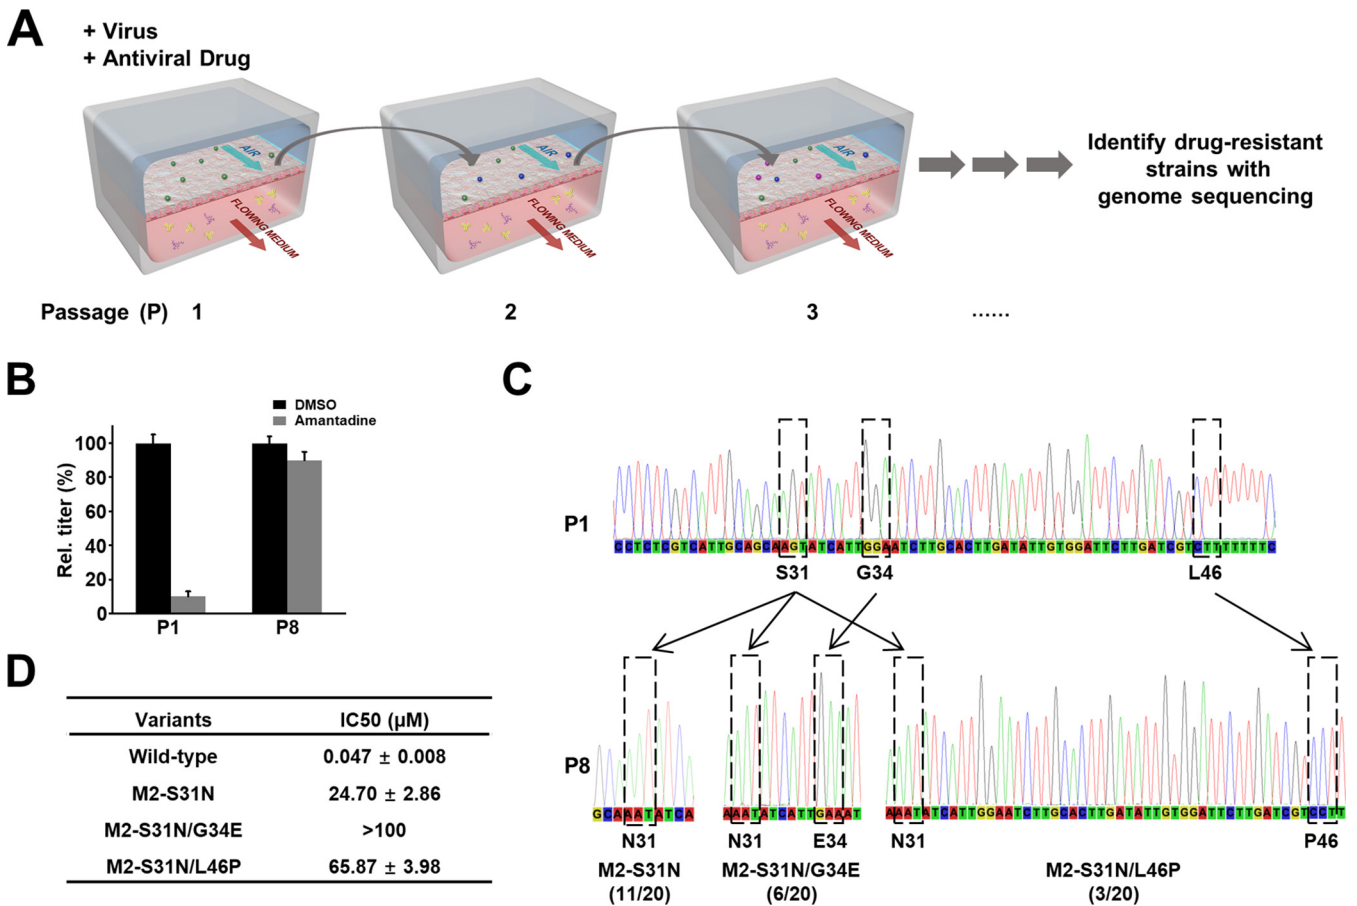 A
+ Virus
+ Antiviral Drug
AIR
FLOWING MEDIUM
AIR
FLOWING MEDIUM
AIR
FLOWING MEDIUM
Identify drug-resistant
strains with
genome sequencing
Passage (P) 1 2 3 ......
B
DMSO
Amantadine
Rel. titer (%)
100
80
60
40
20
0
P1 P8
C
P1
CCTCTCGTCATTGCAGCAAGTATCATTGGAATCTTGCACTTGATATTGTGGATTCTTGATCGTCTTTTTTTC
S31 G34 L46
P8
GCAAATATCA
AAATATCATTGAAAT
AAATATCATTGGAATCTTGCACTTGATATTGTGGATTCTTGATCGTCCTT
N31 N31 E34 N31 P46
M2-S31N M2-S31N/G34E M2-S31N/L46P
(11/20) (6/20) (3/20)
D
Variants IC50 (µM)
Wild-type 0.047 ± 0.008
M2-S31N 24.70 ± 2.86
M2-S31N/G34E >100
M2-S31N/L46P 65.87 ± 3.98